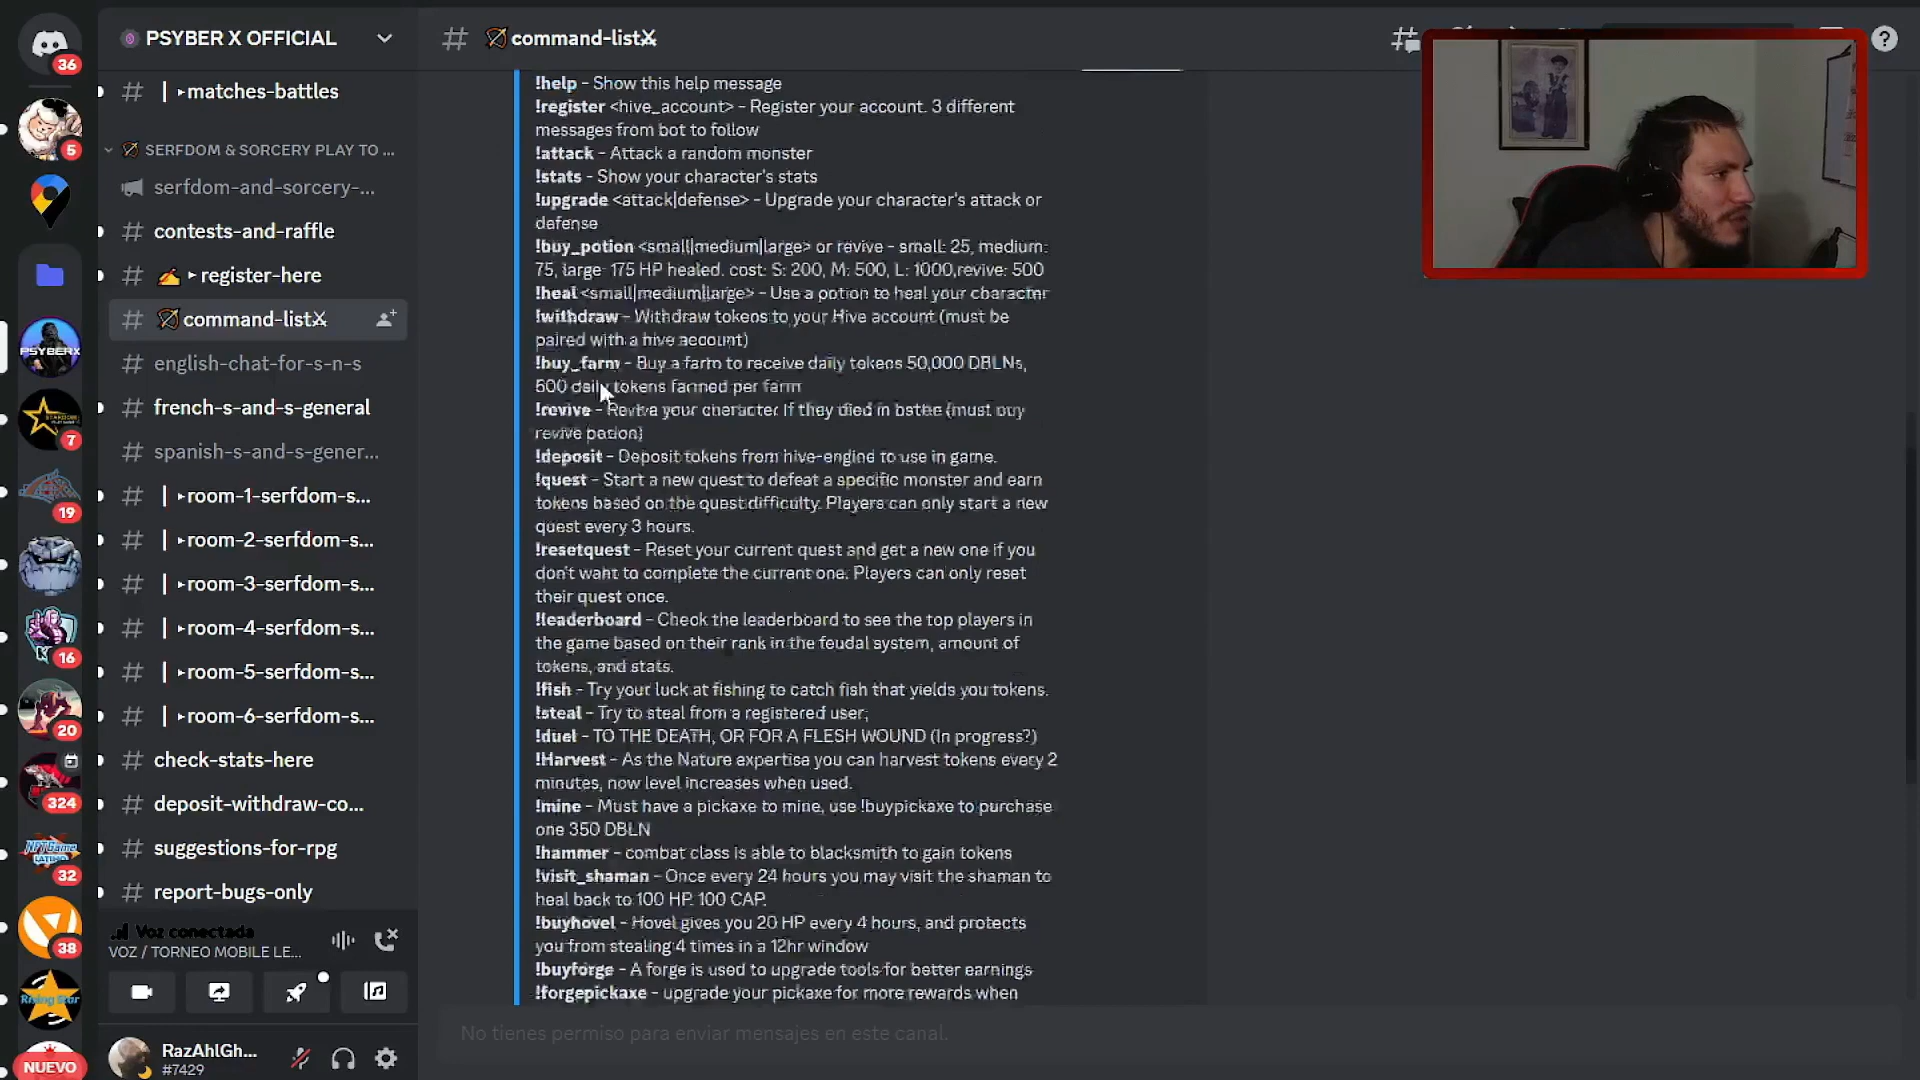 36
PSYBER X OFFICIAL
command-list
5
7
19
16
20
324
32
38
PSYBERX
Rising Star
NUEVO
matches-battles
SERFDOM & SORCERY PLAY TO ...
serfdom-and-sorcery-...
contests-and-raffle
register-here
command-list
english-chat-for-s-n-s
french-s-and-s-general
spanish-s-and-s-gener...
room-1-serfdom-s...
room-2-serfdom-s...
room-3-serfdom-s...
room-4-serfdom-s...
room-5-serfdom-s...
room-6-serfdom-s...
check-stats-here
deposit-withdraw-co...
suggestions-for-rpg
report-bugs-only
Voz conectada
VOZ / TORNEO MOBILE LE...
RazAhlGh...
#7429
!help - Show this help message
!register <hive_account> - Register your account. 3 different
messages from bot to follow
!attack - Attack a random monster
!stats - Show your character's stats
!upgrade <attack|defense> - Upgrade your character's attack or
defense
!buy_potion <small|medium|large> or revive - small: 25, medium:
75, large: 175 HP healed. cost: S: 200, M: 500, L: 1000,revive: 500
!heal <small|medium|large> - Use a potion to heal your character
!withdraw - Withdraw tokens to your Hive account (must be
paired with a hive account)
!buy_farm - Buy a farm to receive daily tokens 50,000 DBLNs,
600 daily tokens farmed per farm
!revive - Revive your character if they died in battle (must buy
revive potion)
!deposit - Deposit tokens from hive-engine to use in game.
!quest - Start a new quest to defeat a specific monster and earn
tokens based on the quest difficulty. Players can only start a new
quest every 3 hours.
!resetquest - Reset your current quest and get a new one if you
don't want to complete the current one. Players can only reset
their quest once.
!leaderboard - Check the leaderboard to see the top players in
the game based on their rank in the feudal system, amount of
tokens, and stats.
!fish - Try your luck at fishing to catch fish that yields you tokens.
!steal - Try to steal from a registered user;
!duel - TO THE DEATH, OR FOR A FLESH WOUND (In progress?)
!Harvest - As the Nature expertise you can harvest tokens every 2
minutes, now level increases when used.
!mine - Must have a pickaxe to mine, use !buypickaxe to purchase
one 350 DBLN
!hammer - combat class is able to blacksmith to gain tokens
!visit_shaman - Once every 24 hours you may visit the shaman to
heal back to 100 HP. 100 CAP.
!buyhovel - Hovel gives you 20 HP every 4 hours, and protects
you from stealing 4 times in a 12hr window
!buyforge - A forge is used to upgrade tools for better earnings
!forgepickaxe - upgrade your pickaxe for more rewards when
No tienes permiso para enviar mensajes en este canal.